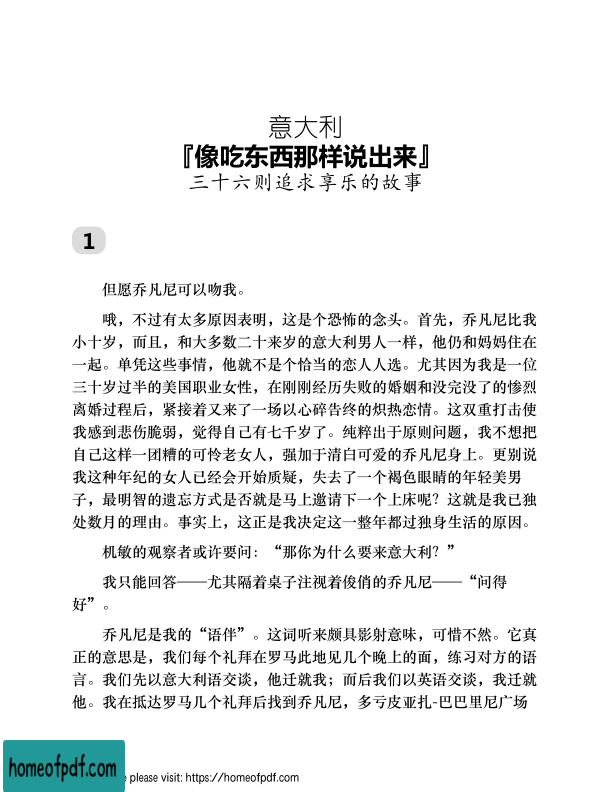 意大利
『像吃东西那样说出来』
三十六则追求享乐的故事
1
但愿乔凡尼可以吻我。
哦，不过有太多原因表明，这是个恐怖的念头。首先，乔凡尼比我
小十岁，而且，和大多数二十来岁的意大利男人一样，他仍和妈妈住在
一起。单凭这些事情，他就不是个恰当的恋人人选。尤其因为我是一位
三十岁过半的美国职业女性，在刚刚经历失败的婚姻和没完没了的惨烈
离婚过程后，紧接着又来了一场以心碎告终的炽热恋情。这双重打击使
我感到悲伤脆弱，觉得自己有七千岁了。纯粹出于原则问题，我不想把
自己这样一团糟的可怜老女人，强加于清白可爱的乔凡尼身上。更别说
我这种年纪的女人已经会开始质疑，失去了一个褐色眼睛的年轻美男
子，最明智的遗忘方式是否就是马上邀请下一个上床呢？这就是我已独
处数月的理由。事实上，这正是我决定这一整年都过独身生活的原因。
机敏的观察者或许要问：“那你为什么要来意大利？”
我只能回答——尤其隔着桌子注视着俊俏的乔凡尼——“问得
好”。
乔凡尼是我的“语伴”。这词听来颇具影射意味，可惜不然。它真
正的意思是，我们每个礼拜在罗马此地见几个晚上的面，练习对方的语
言。我们先以意大利语交谈，他迁就我；而后我们以英语交谈，我迁就
他。我在抵达罗马几个礼拜后找到乔凡尼，多亏皮亚扎-巴巴里尼广场
homeofpdf.com
e please visit: https://homeofpdf.com